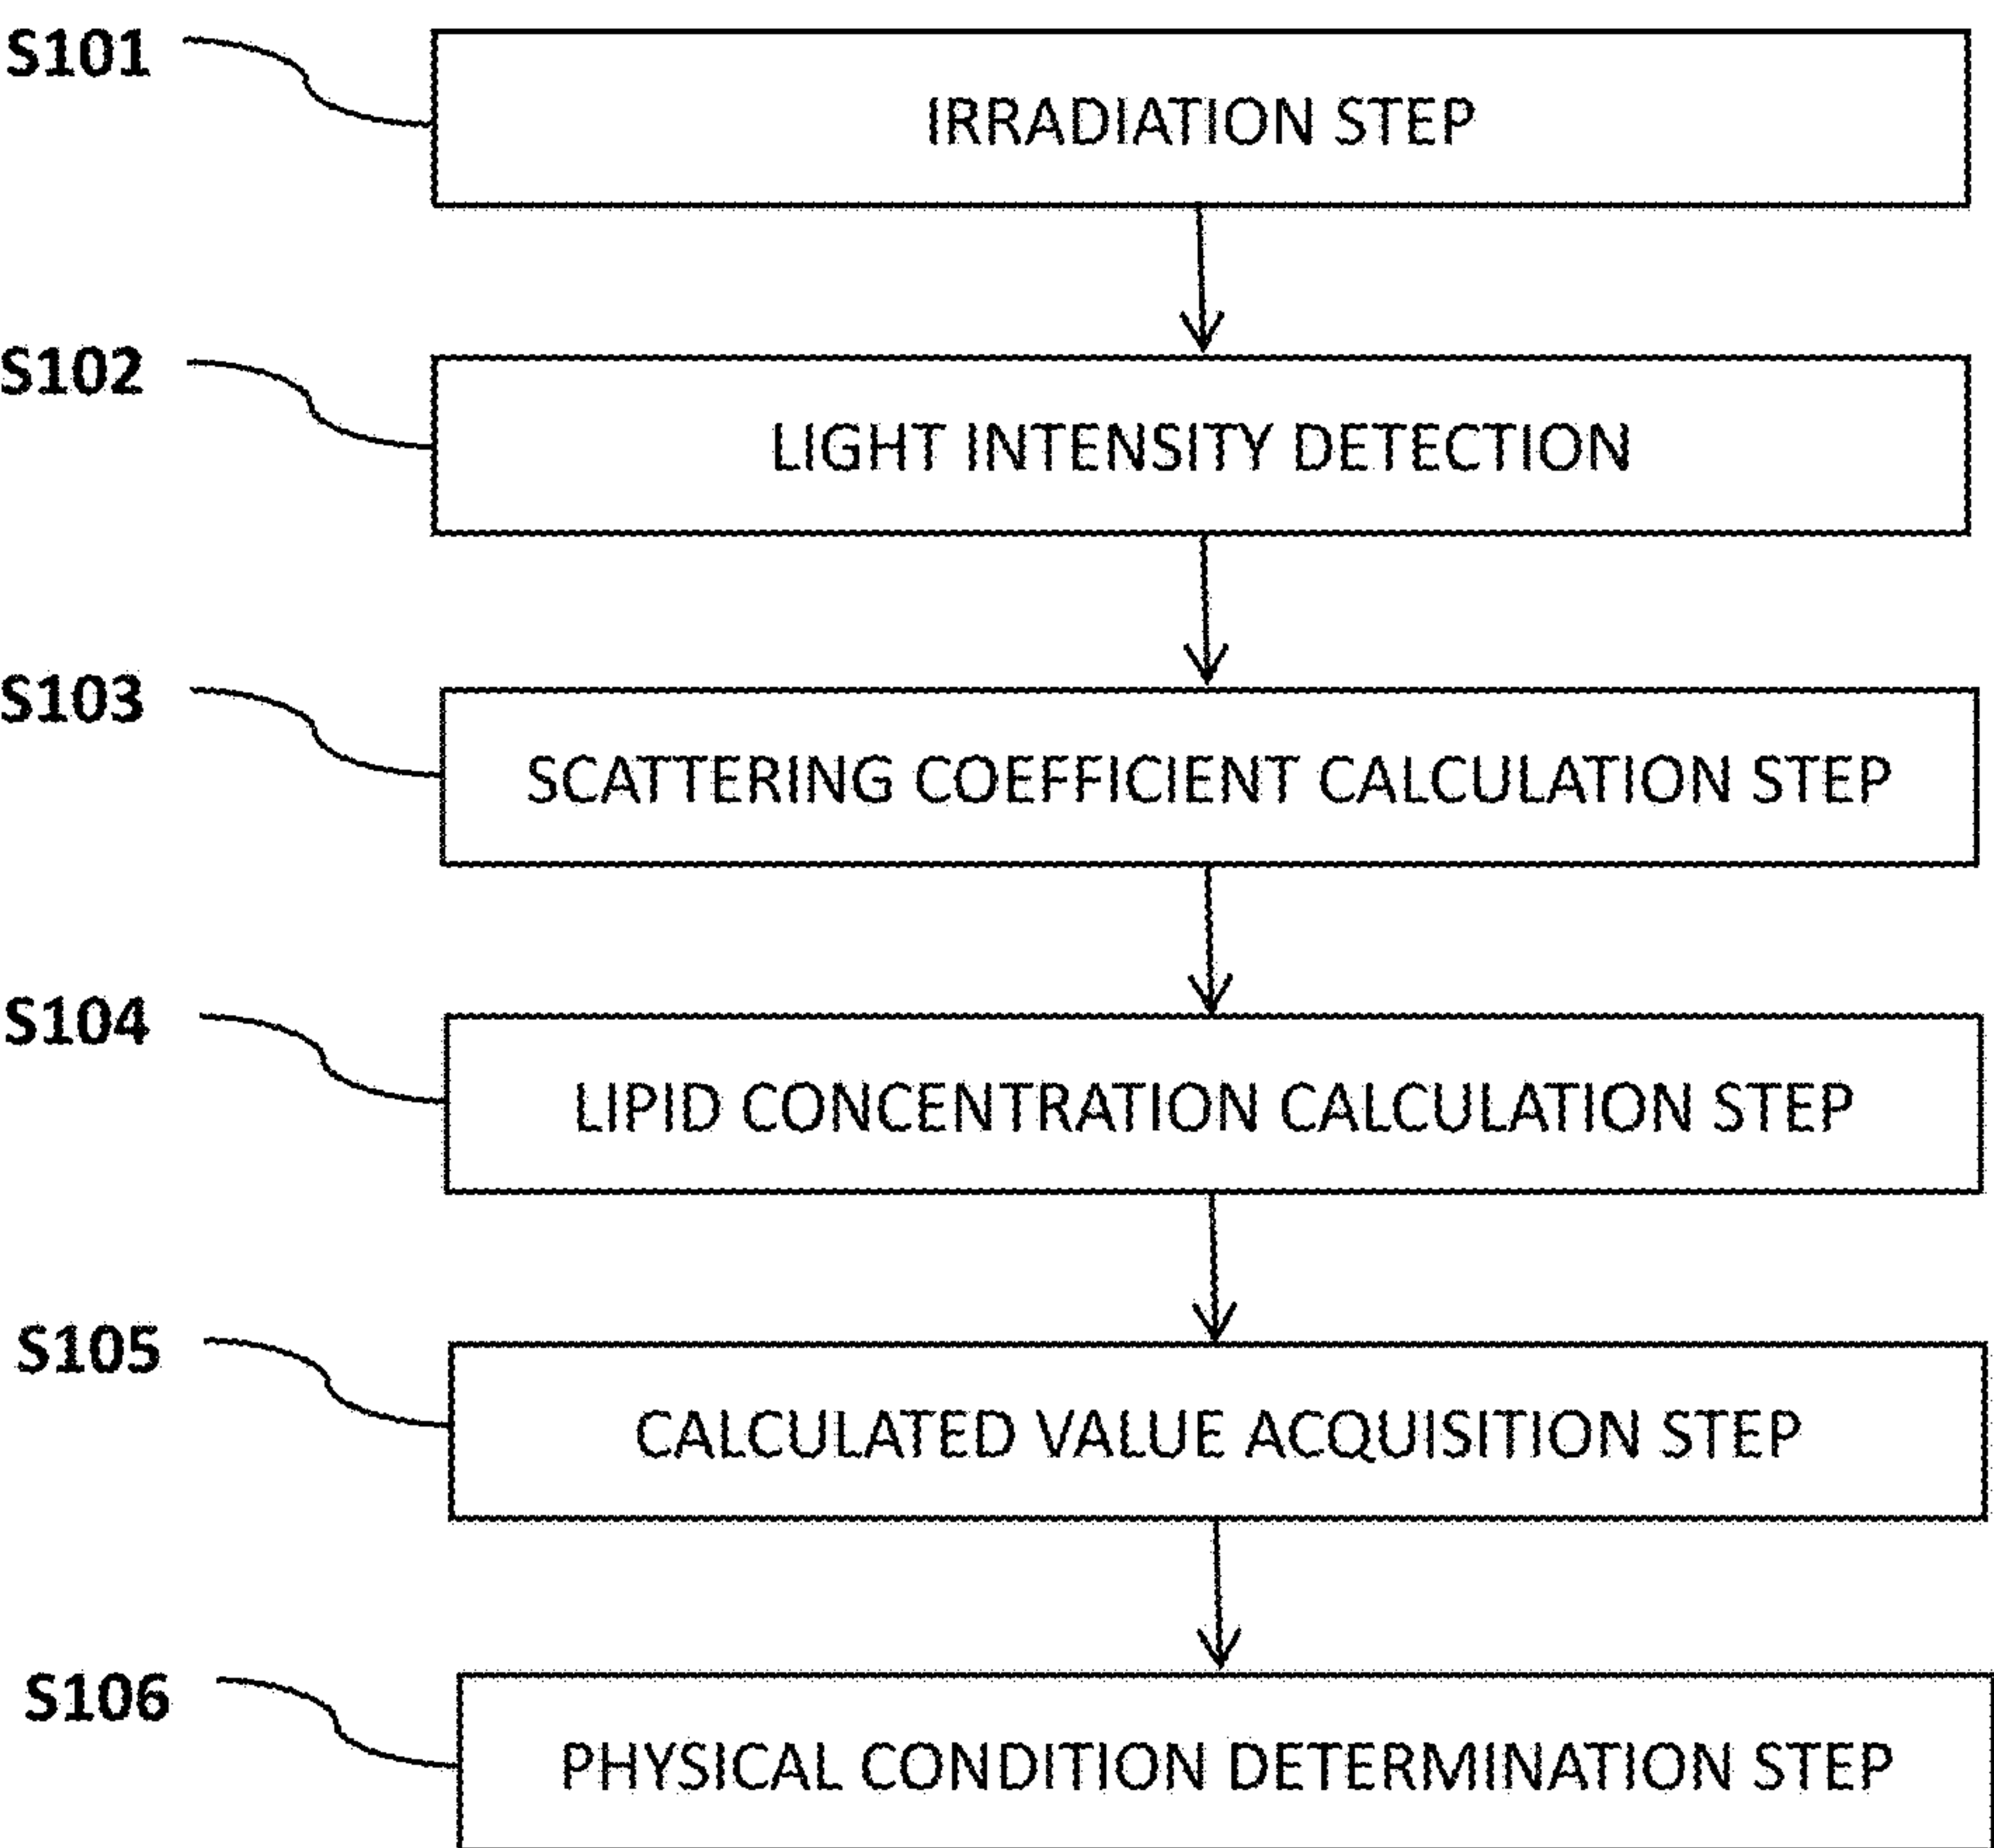 S101
IRRADIATION STEP
S102
LIGHT INTENSITY DETECTION
S103
SCATTERING COEFFICIENT CALCULATION STEP
S104
LIPID CONCENTRATION CALCULATION STEP
S105
CALCULATED VALUE ACQUISITION STEP
S106
PHYSICAL CONDITION DETERMINATION STEP